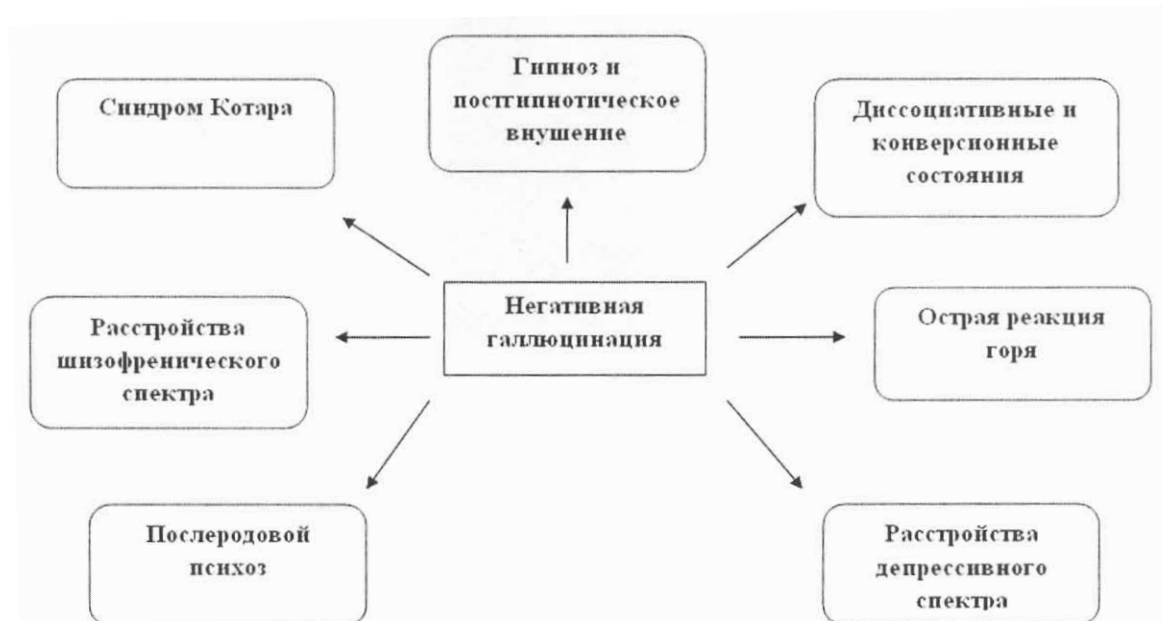 Гипноз и
постгипнотическое
внушение
Синдром Котара
Диссоциативные и
конверсионные
состояния
Негативная
галлюцинация
Расстройства
шизофренического
спектра
Острая реакция
горя
Послеродовой
психоз
Расстройства
депрессивного
спектра